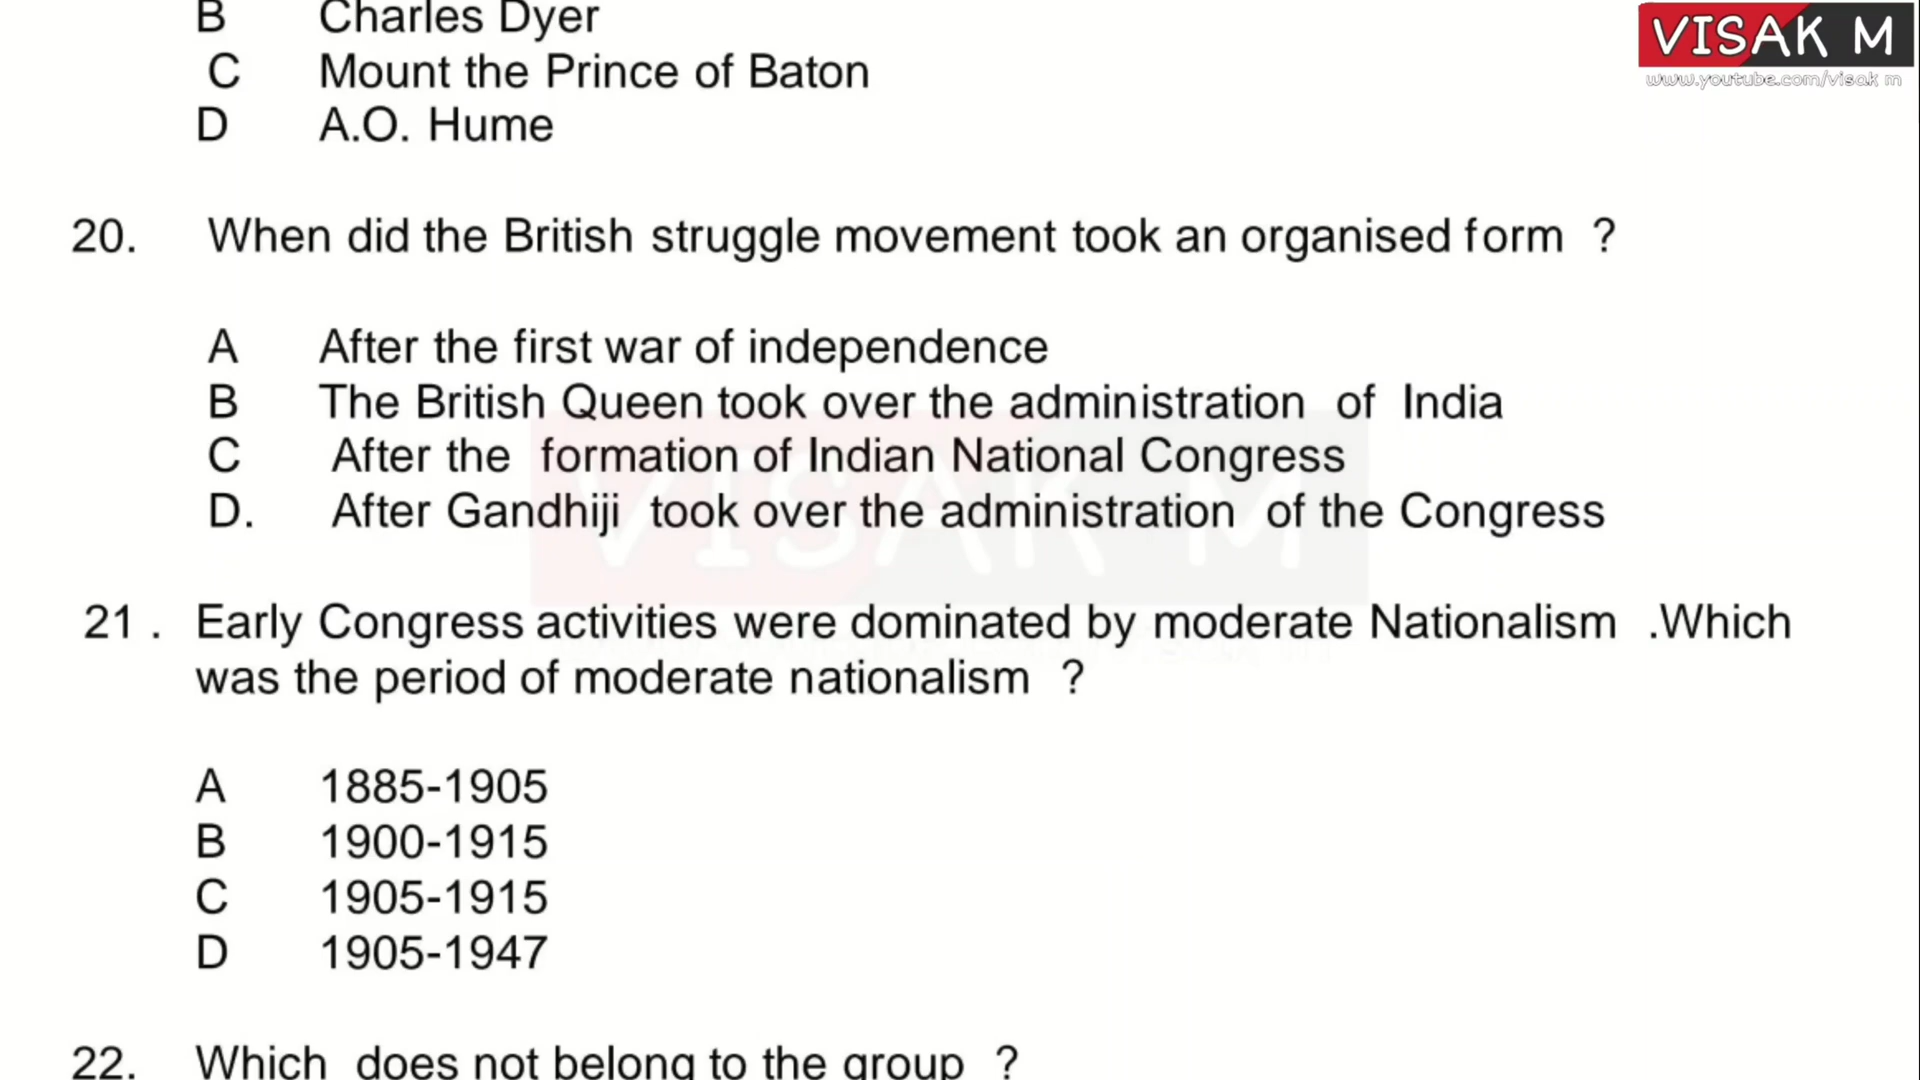 B Charles Dyer
C Mount the Prince of Baton
D A.O. Hume
VISAK M
www.youtube.com/visak m
20. When did the British struggle movement took an organised form ?
A After the first war of independence
B The British Queen took over the administration of India
C After the formation of Indian National Congress
D. After Gandhiji took over the administration of the Congress
VISAK M
21 . Early Congress activities were dominated by moderate Nationalism .Which
was the period of moderate nationalism ?
A 1885-1905
B 1900-1915
C 1905-1915
D 1905-1947
22. Which does not belong to the group ?